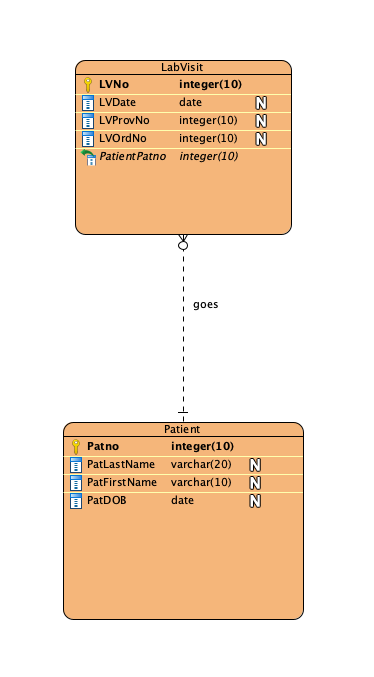 LabVisit
LVNo integer(10)
LVDate date N
LVProvNo integer(10) N
LVOrdNo integer(10) N
PatientPatno integer(10)
goes
Patient
Patno integer(10)
PatLastName varchar(20) N
PatFirstName varchar(10) N
PatDOB date N